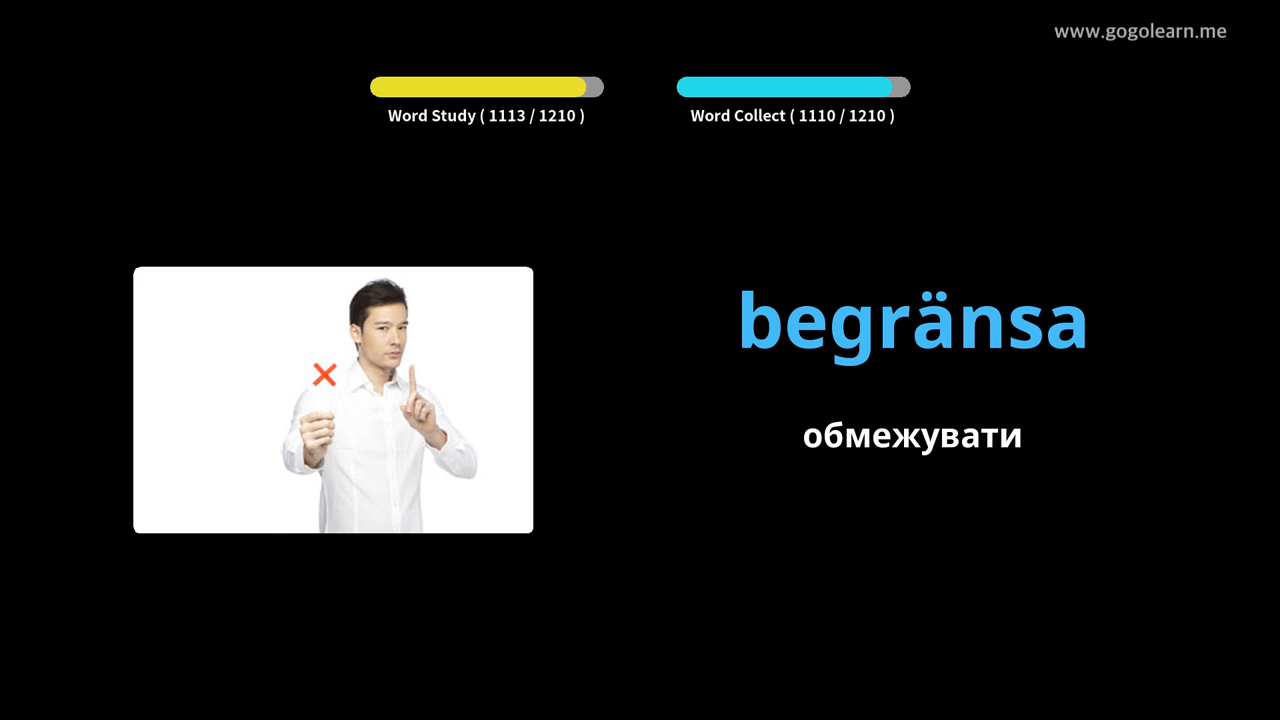 www.gogolearn.me
Word Study ( 1113 / 1210 )
Word Collect ( 1110 / 1210 )
begränsa
обмежувати